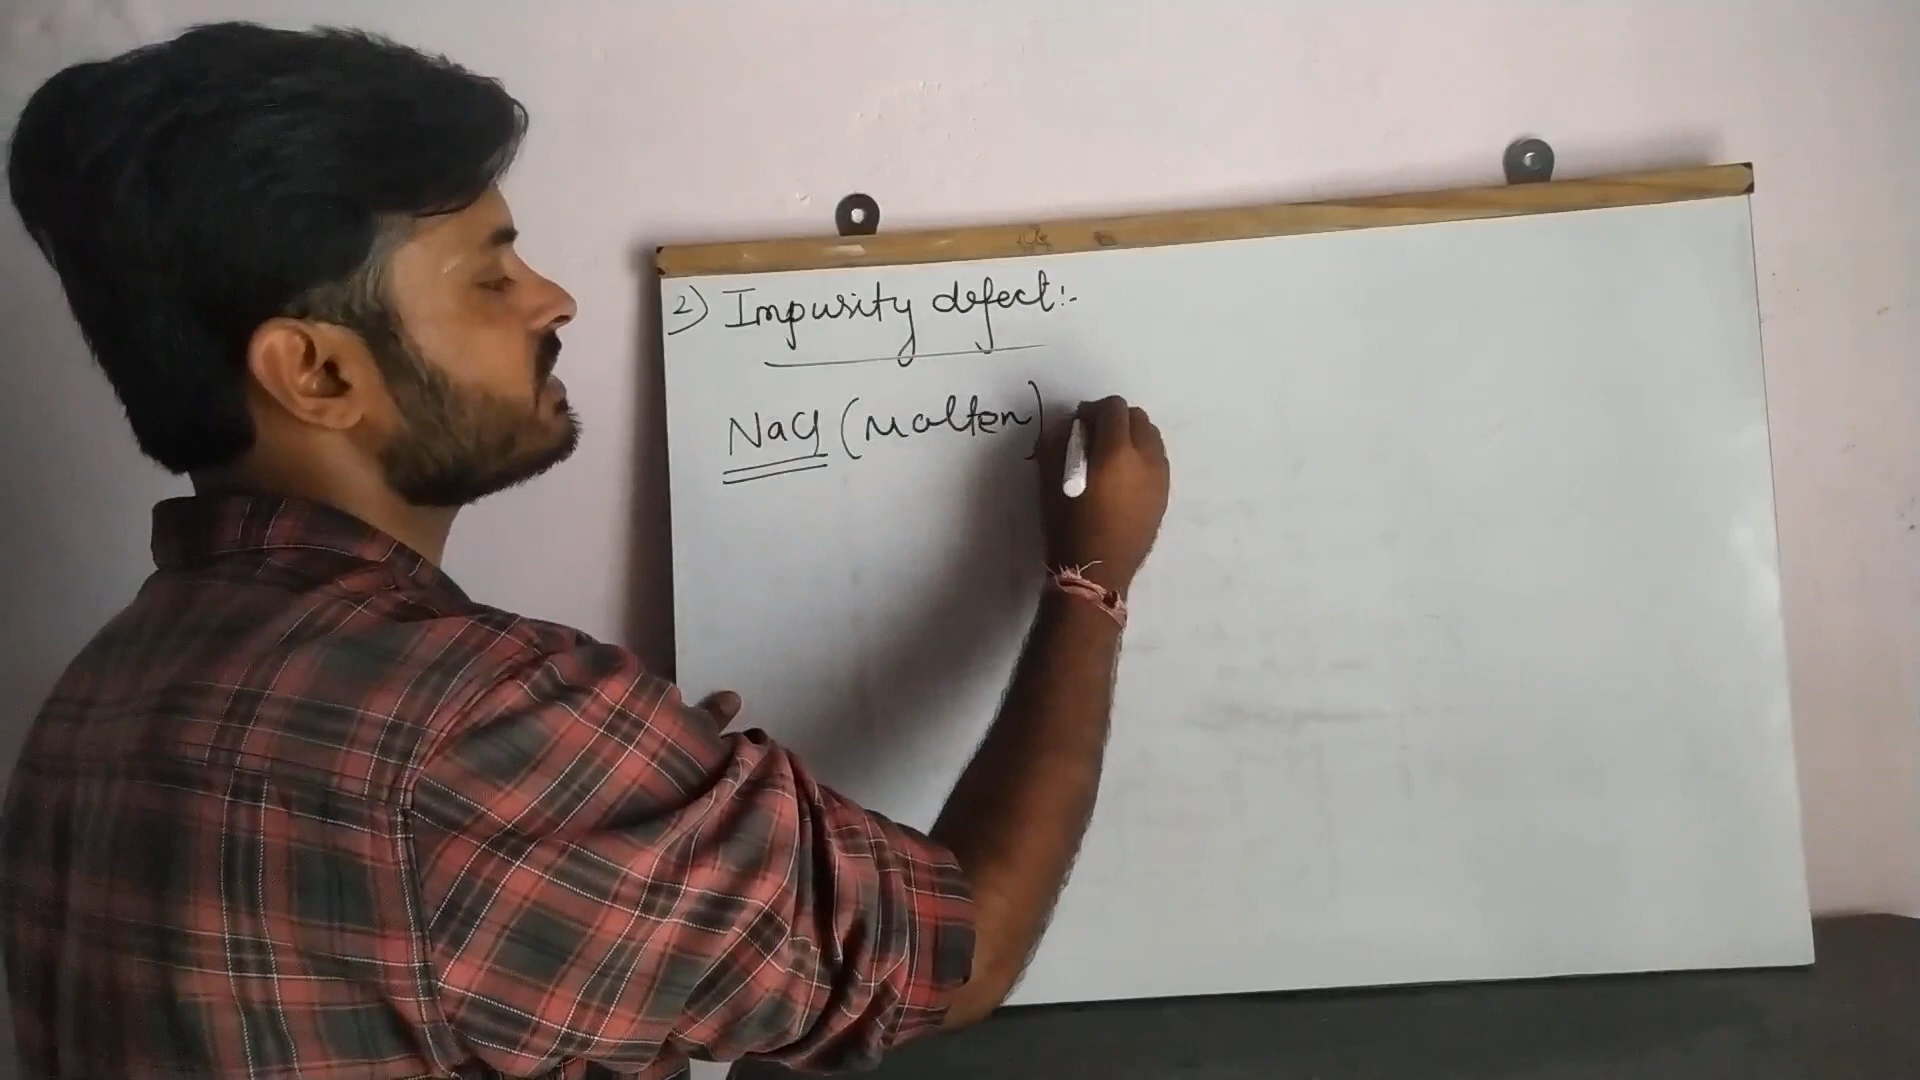 2) Impurity defect:-
NaCl (Molten)